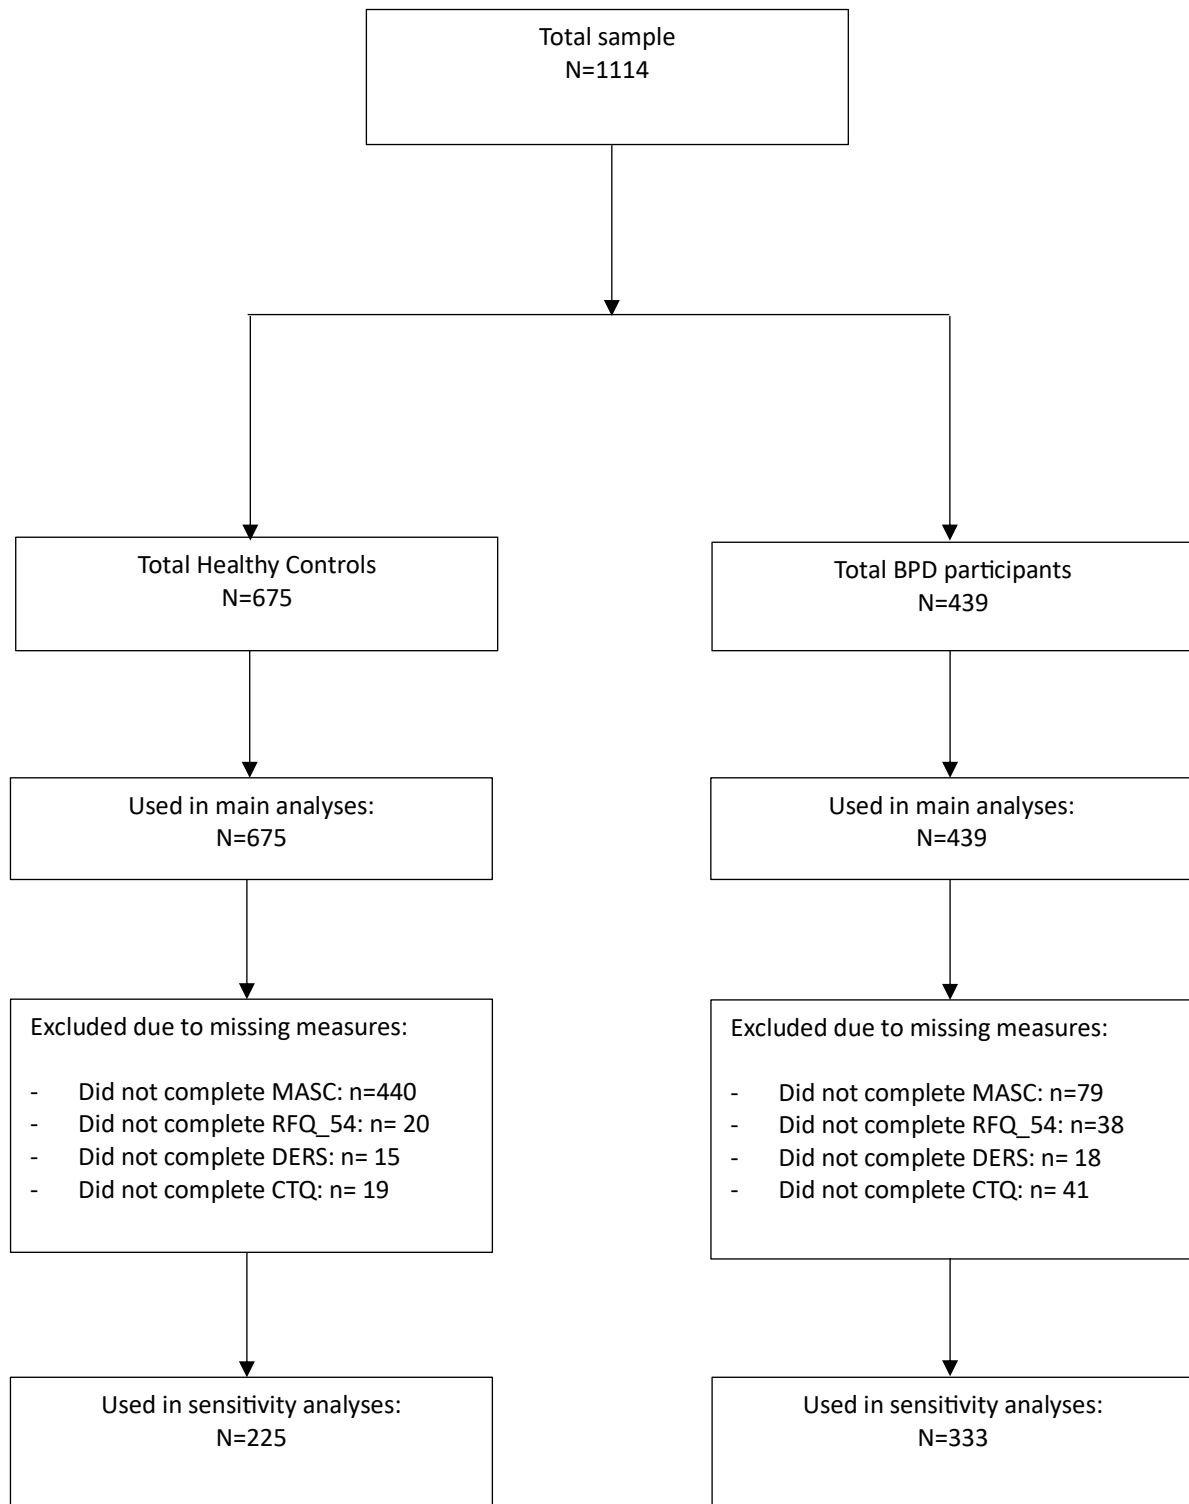 Total sample
N=1114
Total Healthy Controls
N=675
Total BPD participants
N=439
Used in main analyses:
N=675
Used in main analyses:
N=439
Excluded due to missing measures:
- Did not complete MASC: n=440
- Did not complete RFQ_54: n= 20
- Did not complete DERS: n= 15
- Did not complete CTQ: n= 19
Excluded due to missing measures:
- Did not complete MASC: n=79
- Did not complete RFQ_54: n=38
- Did not complete DERS: n= 18
- Did not complete CTQ: n= 41
Used in sensitivity analyses:
N=225
Used in sensitivity analyses:
N=333